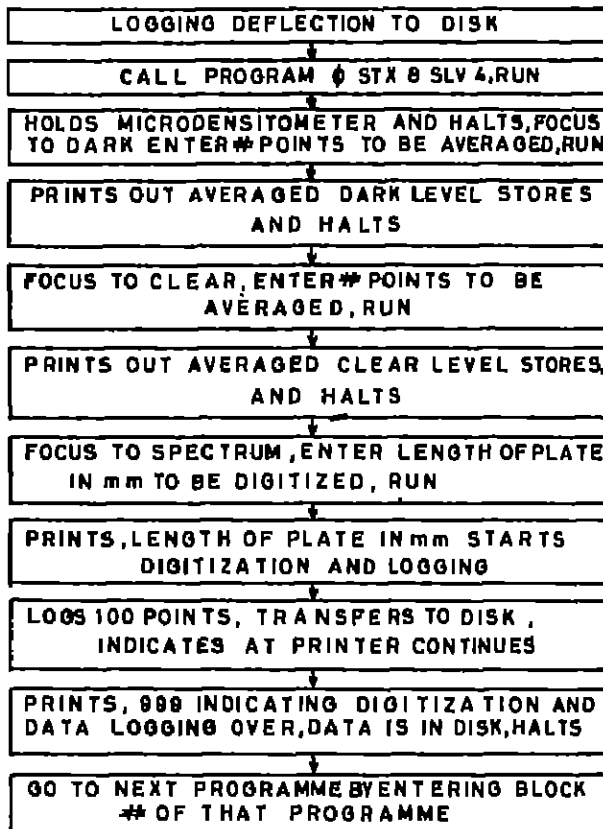 LOGGING DEFLECTION TO DISK
CALL PROGRAM ϕ STX 8 SLV 4,RUN
HOLDS MICRODENSITOMETER AND HALTS,FOCUS
TO DARK ENTER # POINTS TO BE AVERAGED,RUN
PRINTS OUT AVERAGED DARK LEVEL STORES
AND HALTS
FOCUS TO CLEAR, ENTER # POINTS TO BE
AVERAGED, RUN
PRINTS OUT AVERAGED CLEAR LEVEL STORES,
AND HALTS
FOCUS TO SPECTRUM, ENTER LENGTH OF PLATE
IN mm TO BE DIGITIZED, RUN
PRINTS, LENGTH OF PLATE IN mm STARTS
DIGITIZATION AND LOGGING
LOGS 100 POINTS, TRANSFERS TO DISK,
INDICATES AT PRINTER CONTINUES
PRINTS, 999 INDICATING DIGITIZATION AND
DATA LOGGING OVER, DATA IS IN DISK, HALTS
GO TO NEXT PROGRAMME BY ENTERING BLOCK
# OF THAT PROGRAMME